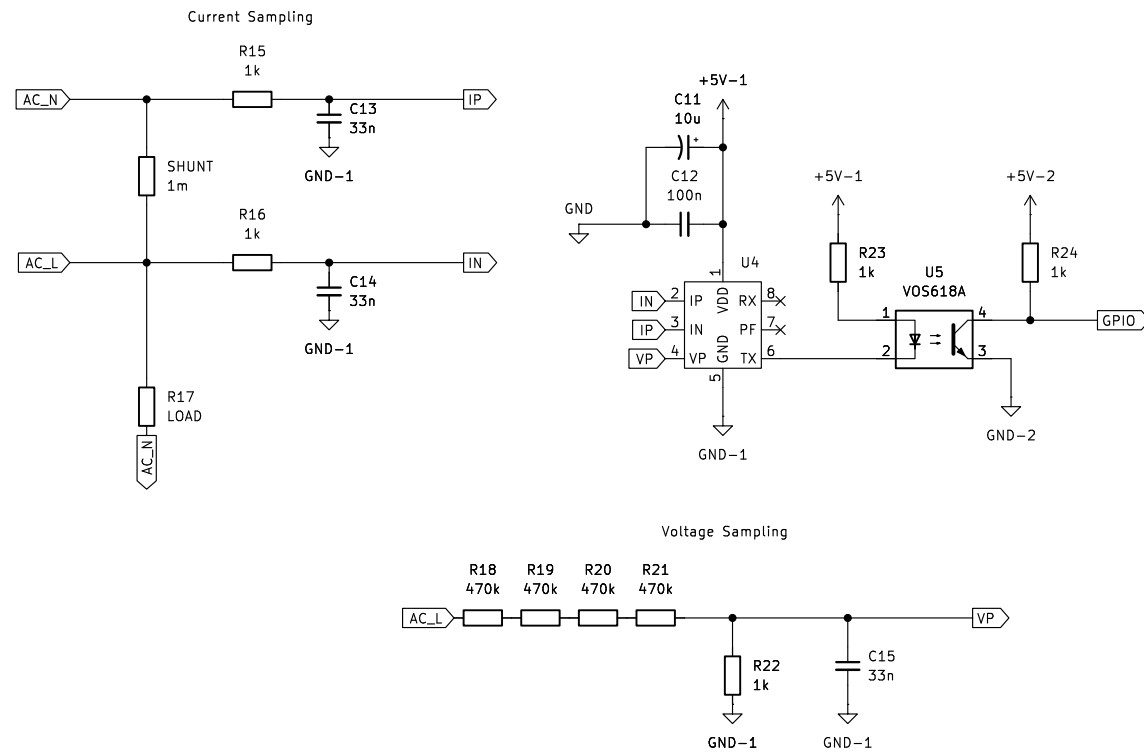 Current Sampling
R15
1k
AC_N
IP
C13
33n
GND-1
SHUNT
1m
R16
1k
AC_L
IN
C14
33n
GND-1
R17
LOAD
AC_N
+5V-1
C11
10u
+
C12
100n
GND
U4
1
VDD
IN
2
IP
RX
8
IP
3
IN
PF
7
VP
4
VP
GND
TX
6
5
GND-1
+5V-1
R23
1k
+5V-2
R24
1k
U5
VOS618A
1
4
GPIO
2
3
GND-2
Voltage Sampling
R18
470k
R19
470k
R20
470k
R21
470k
AC_L
VP
R22
1k
C15
33n
GND-1
GND-1